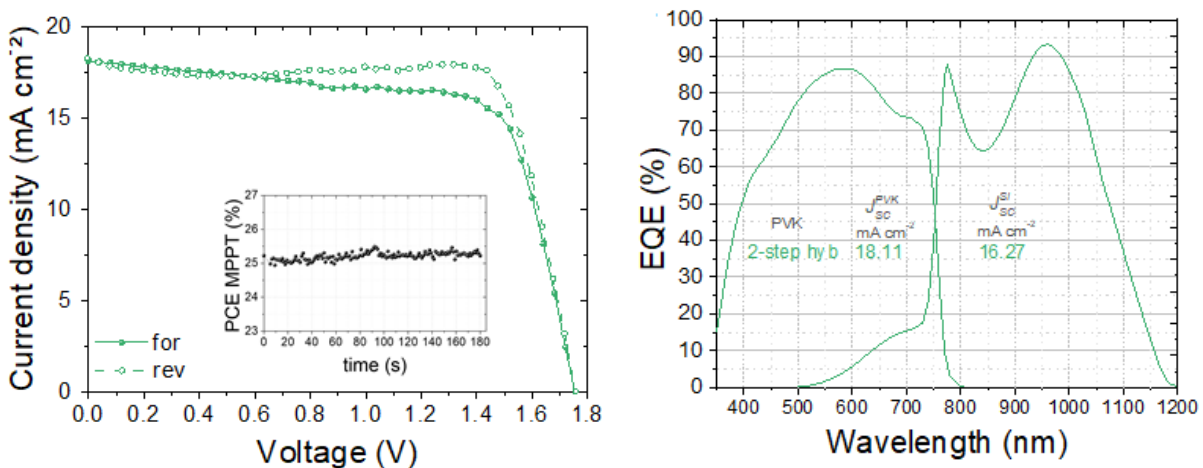 Current density (mA cm⁻²)
20
15
10
5
0
0.0 0.2 0.4 0.6 0.8 1.0 1.2 1.4 1.6 1.8
Voltage (V)
for
rev
PCE MPPT (%)
27
26
25
24
23
0 20 40 60 80 100 120 140 160 180
time (s)
EQE (%)
100
90
80
70
60
50
40
30
20
10
0
400 500 600 700 800 900 1000 1100 1200
Wavelength (nm)
PVK J_SC^PVK mA cm⁻² J_SC^SI mA cm⁻²
2-step hyb 18.11 16.27